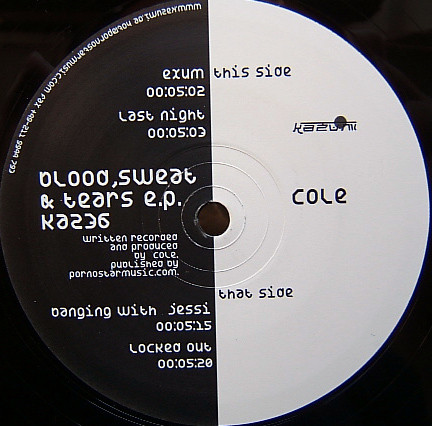 exum this side
00:05:02
Last Night
00:05:03
kazumi
Blood,Sweat
& Tears E.P.
KAZ36
cole
written recorded
and produced
by cole.
published by
pornostarmusic.com.
that side
Banging with Jessi
00:05:15
Locked out
00:05:20